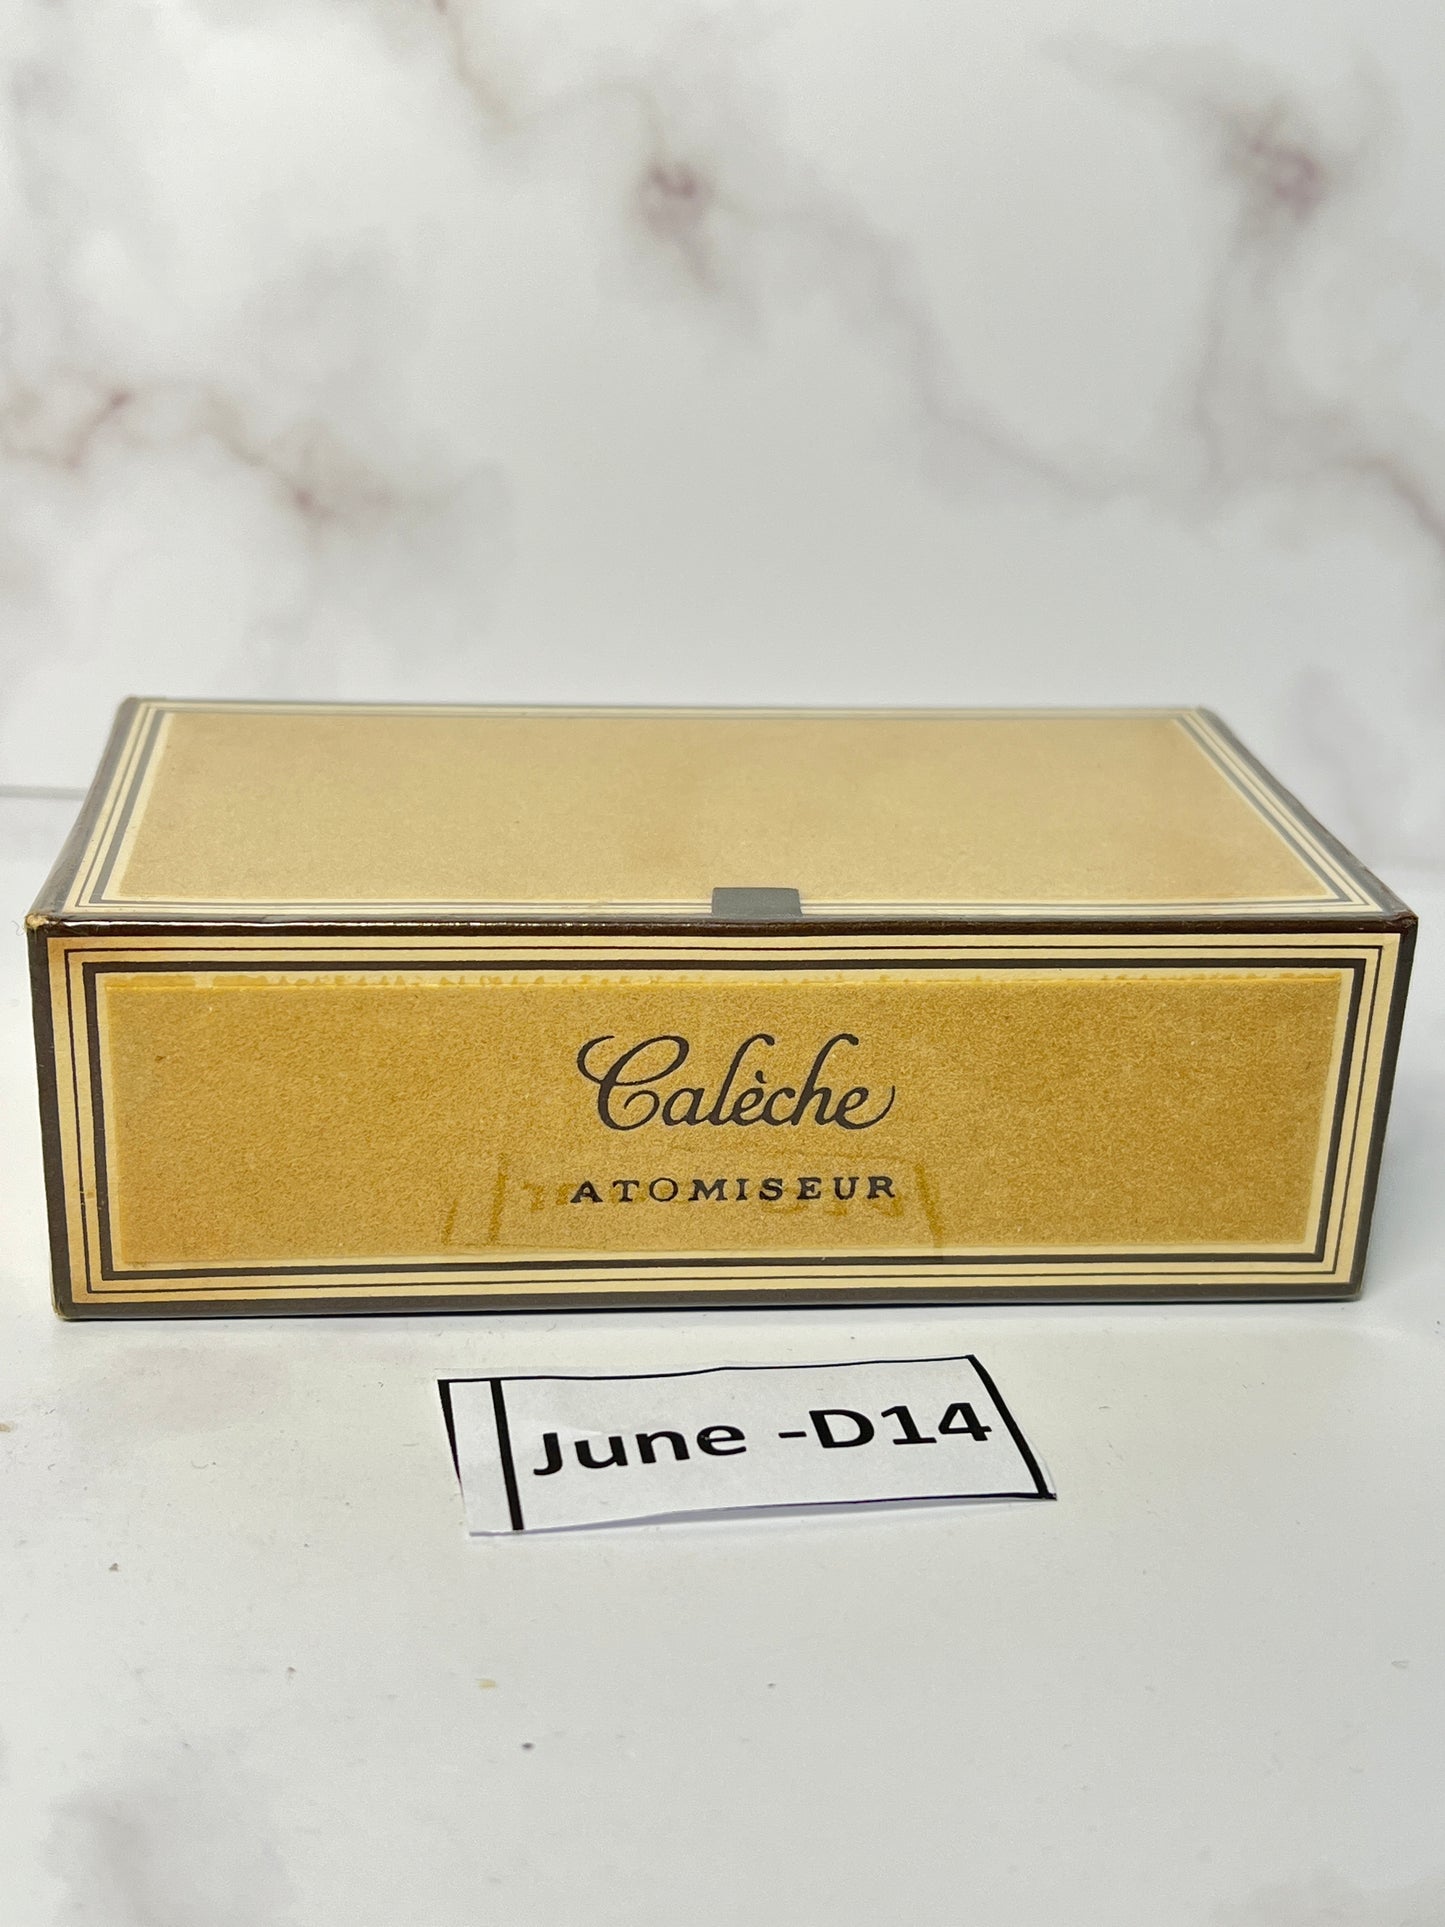 Calèche
ATOMISEUR
June -D14